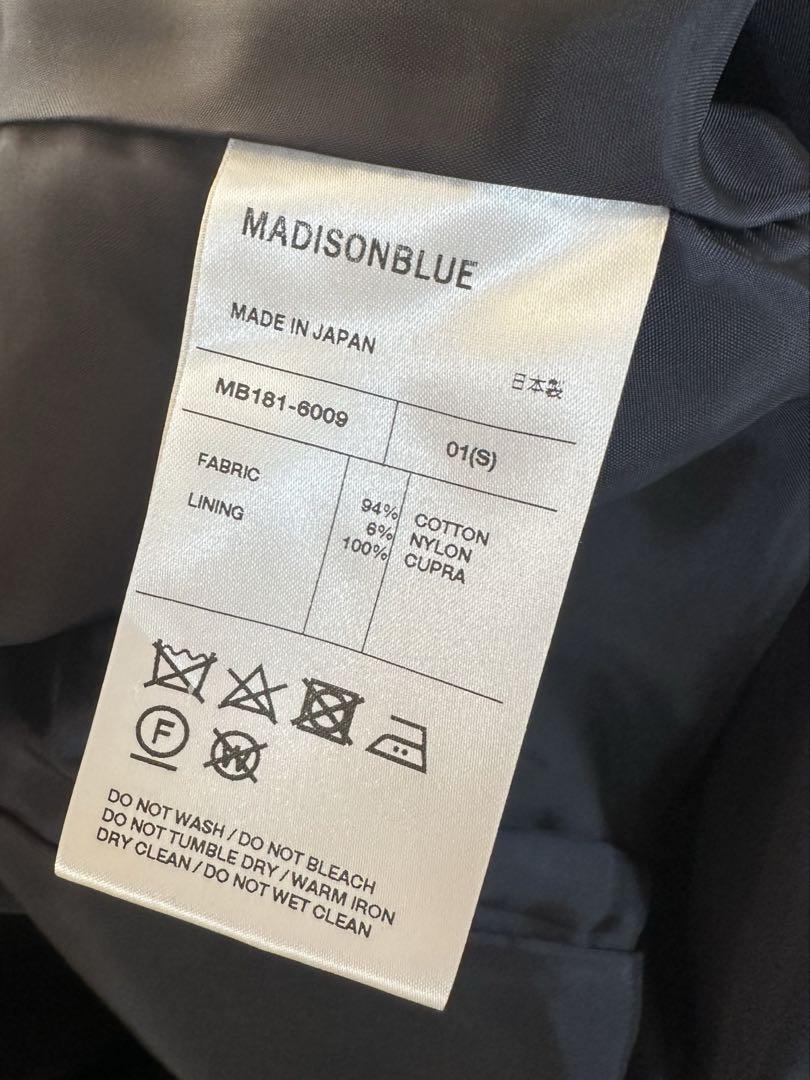 MADISONBLUE
MADE IN JAPAN
日本製
MB181-6009 01(S)
FABRIC 94% COTTON
6% NYLON
LINING 100% CUPRA
F W
DO NOT WASH / DO NOT BLEACH
DO NOT TUMBLE DRY / WARM IRON
DRY CLEAN / DO NOT WET CLEAN